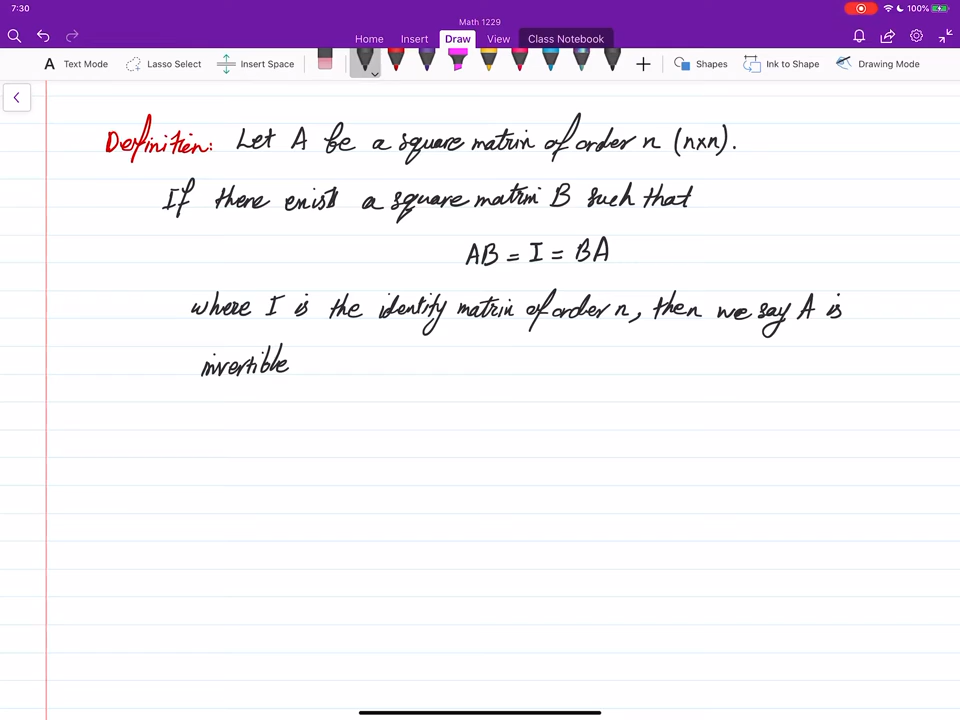 7:30
100%
Math 1229
Home Insert Draw View Class Notebook
A Text Mode Lasso Select Insert Space Shapes Ink to Shape Drawing Mode
Definition: Let A be a square matrix of order n (n×n).
If there exists a square matrix B such that
AB = I = BA
where I is the identity matrix of order n, then we say A is
invertible